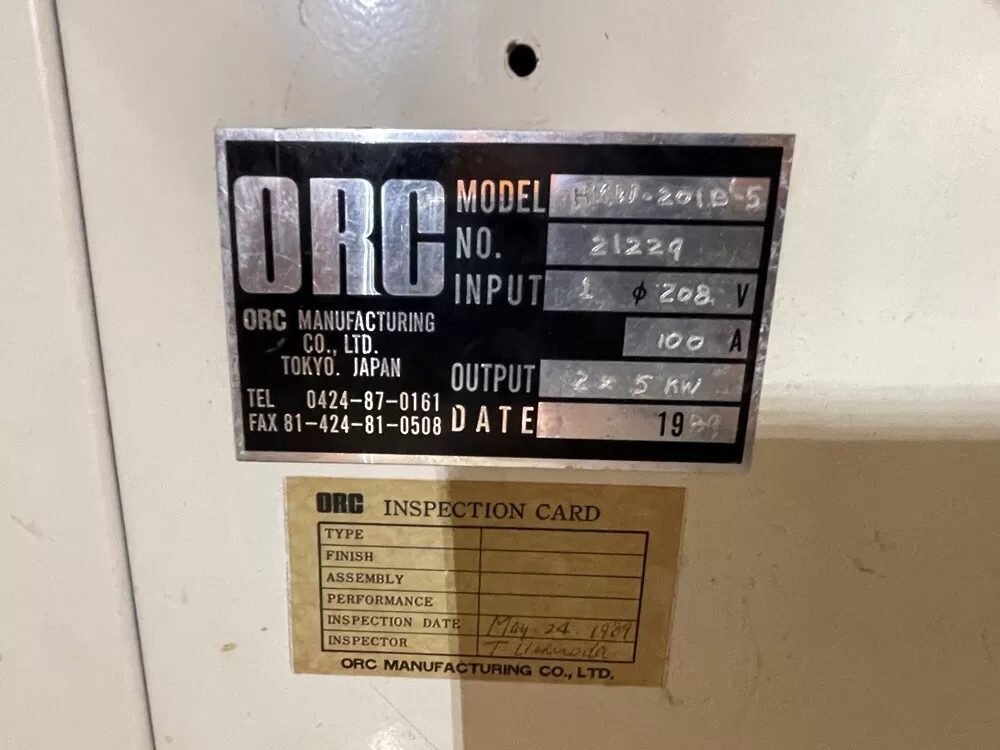 ORC
ORC MANUFACTURING
CO., LTD.
TOKYO. JAPAN
TEL 0424-87-0161
FAX 81-424-81-0508
MODEL HMW-201B-5
NO. 21229
INPUT 1 φ 208 V
100 A
OUTPUT 2 x 5 KW
DATE 1989
ORC INSPECTION CARD
TYPE
FINISH
ASSEMBLY
PERFORMANCE
INSPECTION DATE May. 24. 1989
INSPECTOR T.
ORC MANUFACTURING CO., LTD.